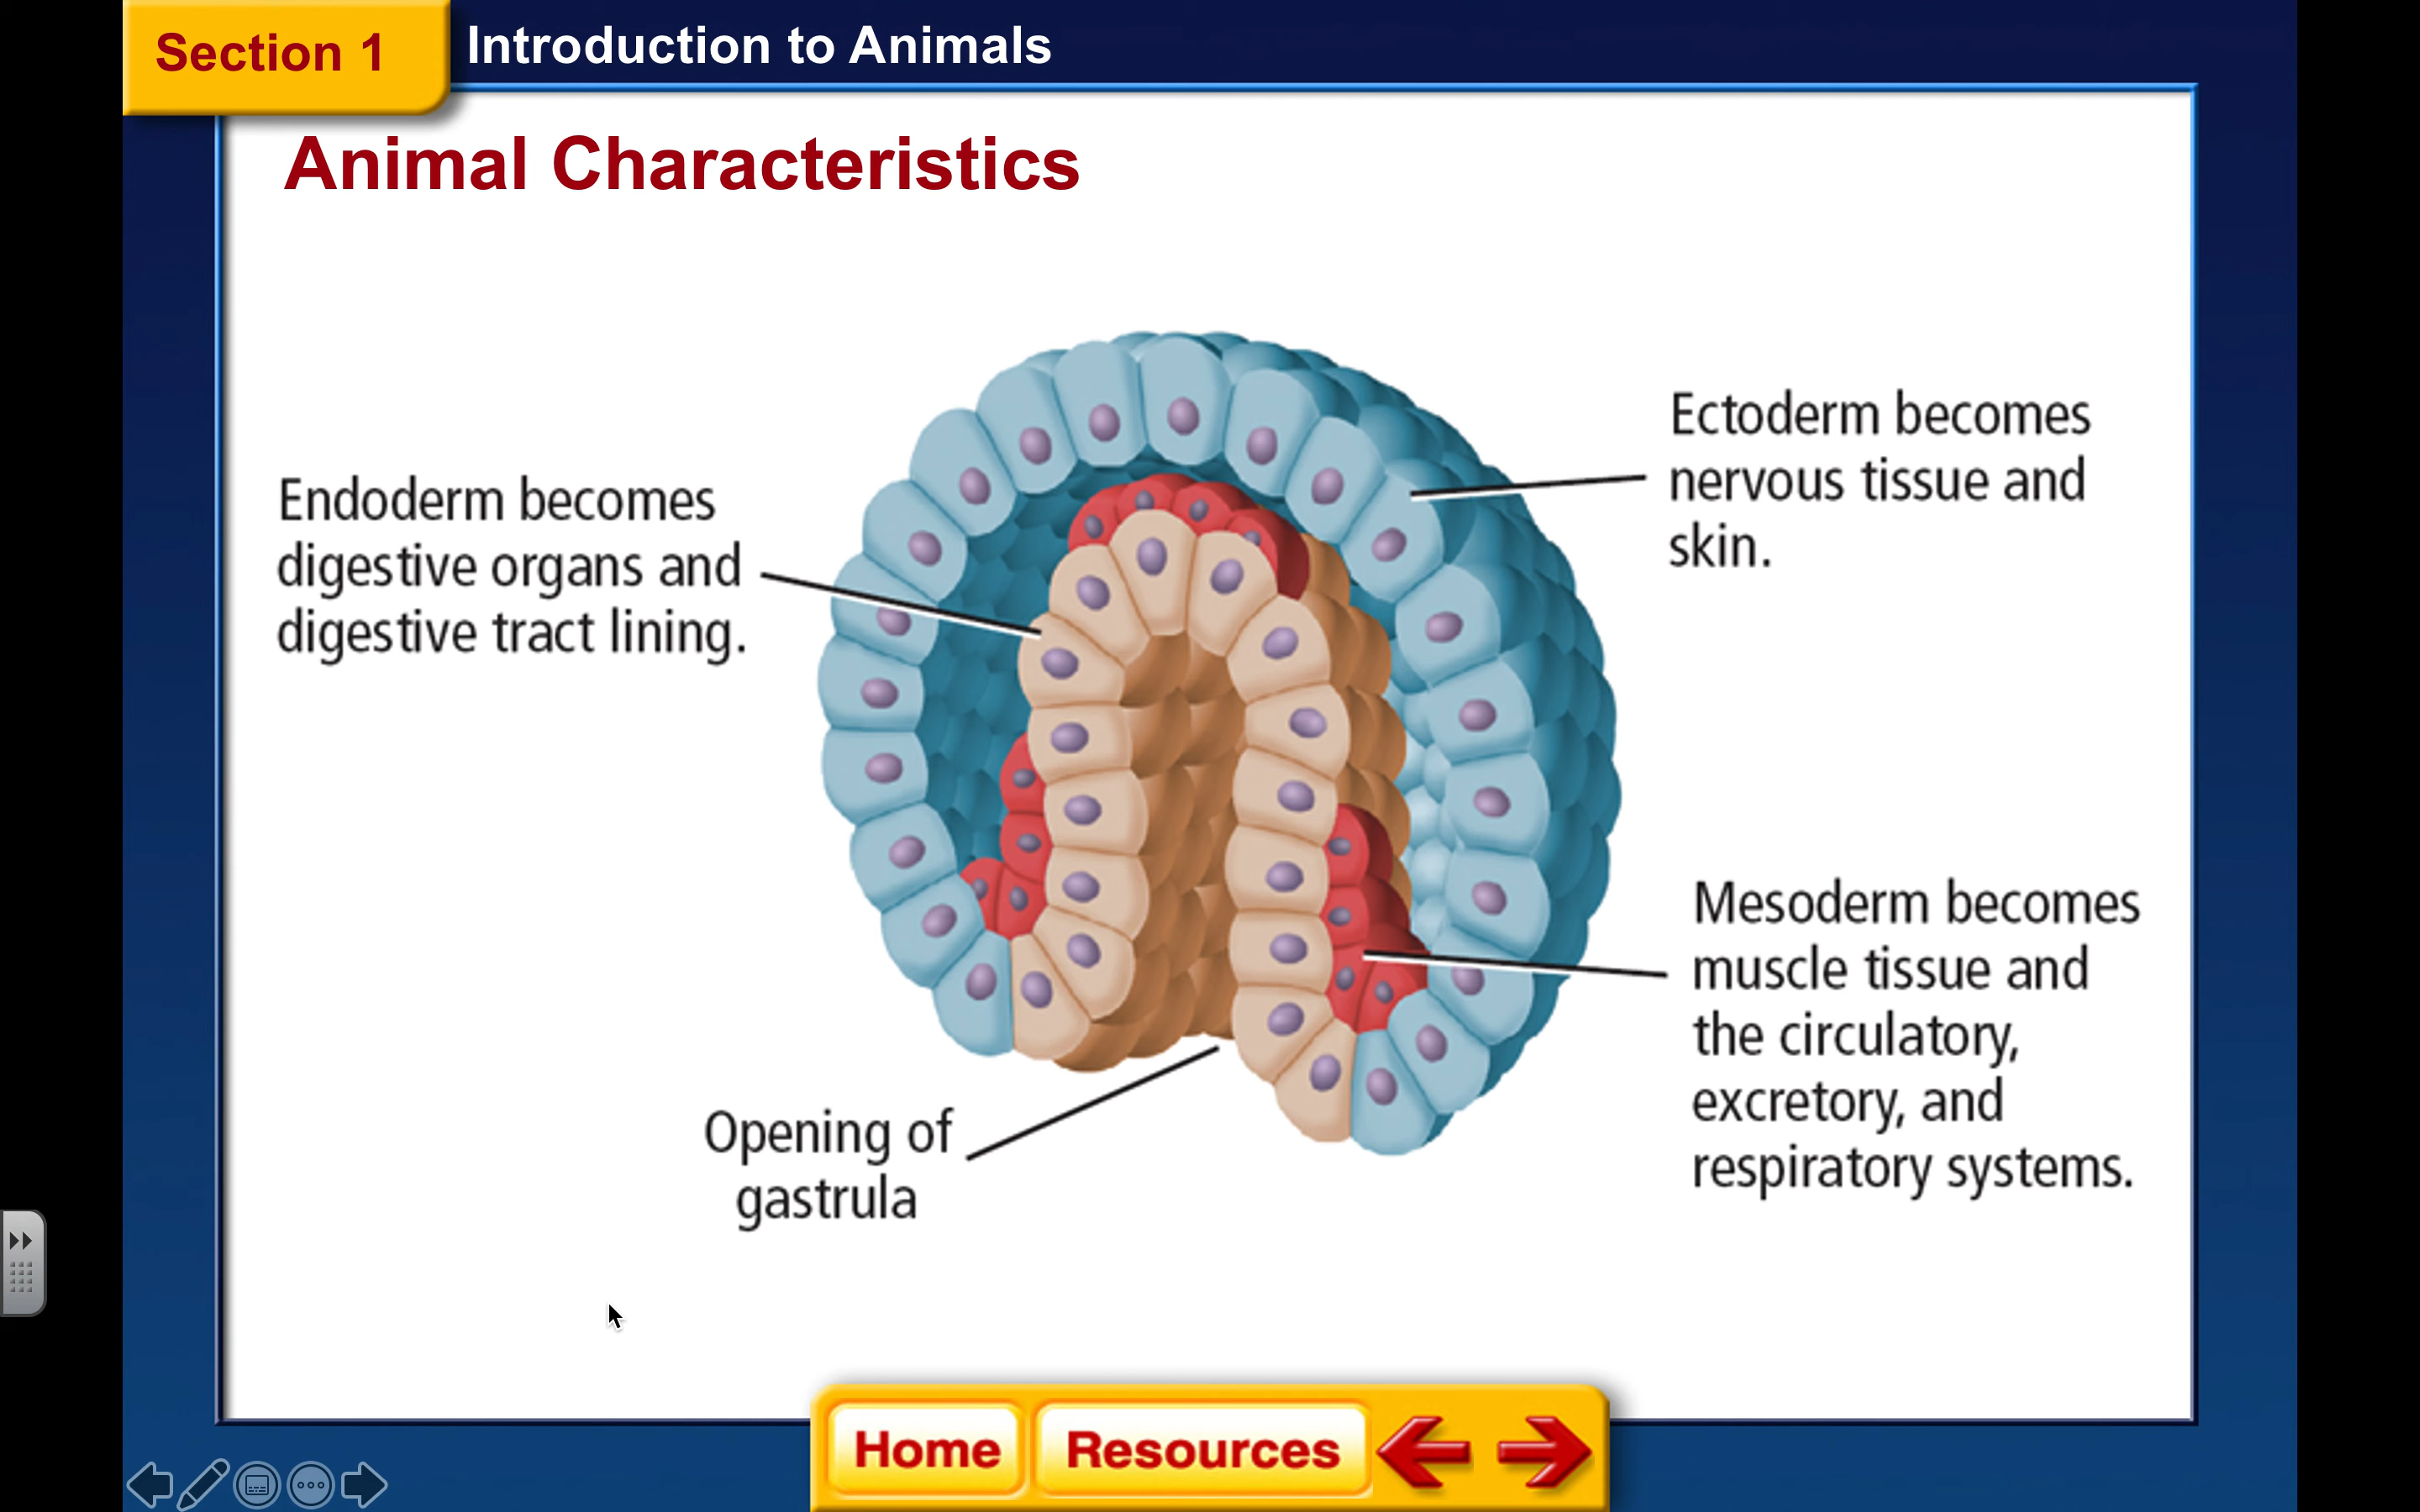 Section 1
Introduction to Animals
Animal Characteristics
Ectoderm becomes
nervous tissue and
skin.
Endoderm becomes
digestive organs and
digestive tract lining.
Mesoderm becomes
muscle tissue and
the circulatory,
excretory, and
respiratory systems.
Opening of
gastrula
Home
Resources